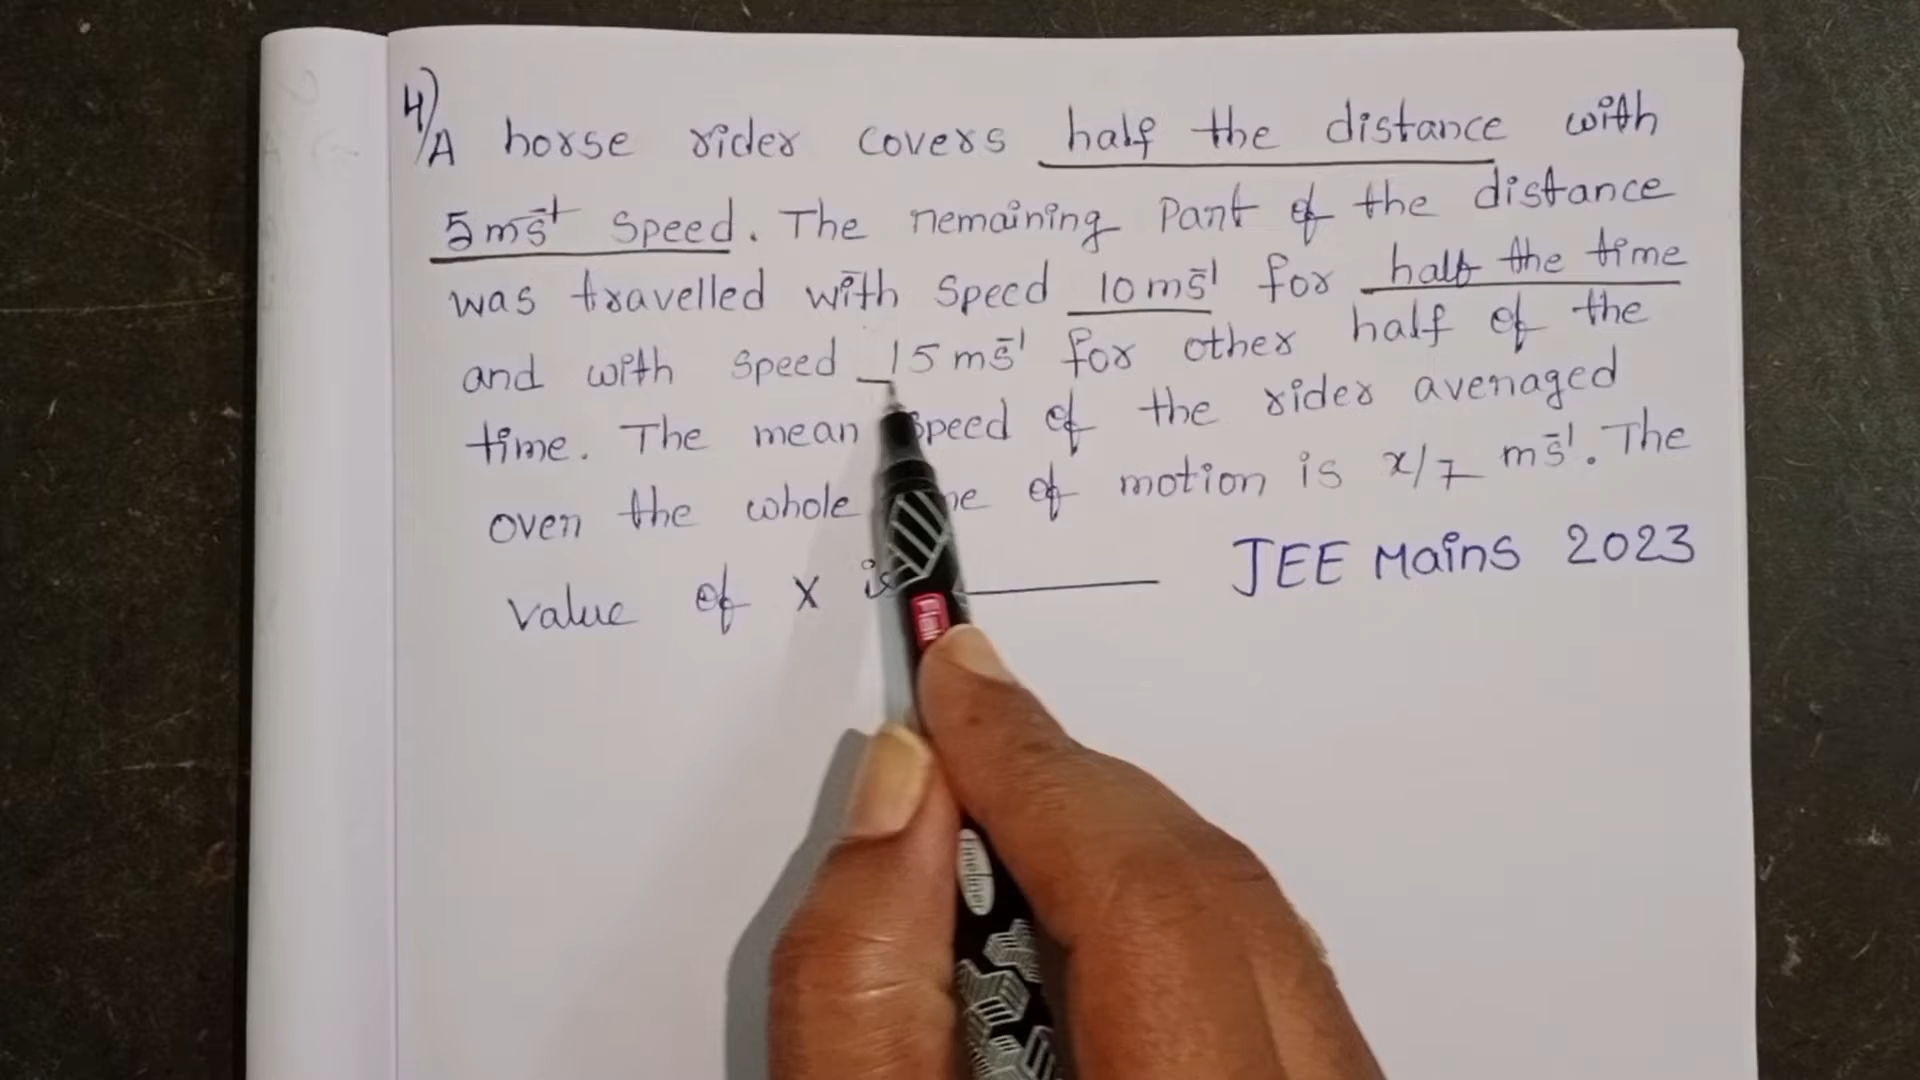 4) A horse rider covers half the distance with
5 ms⁻¹ speed. The remaining part of the distance
was travelled with speed 10 ms⁻¹ for half the time
and with speed 15 ms⁻¹ for other half of the
time. The mean speed of the rider averaged
over the whole of motion is x/7 ms⁻¹. The
value of x is JEE Mains 2023